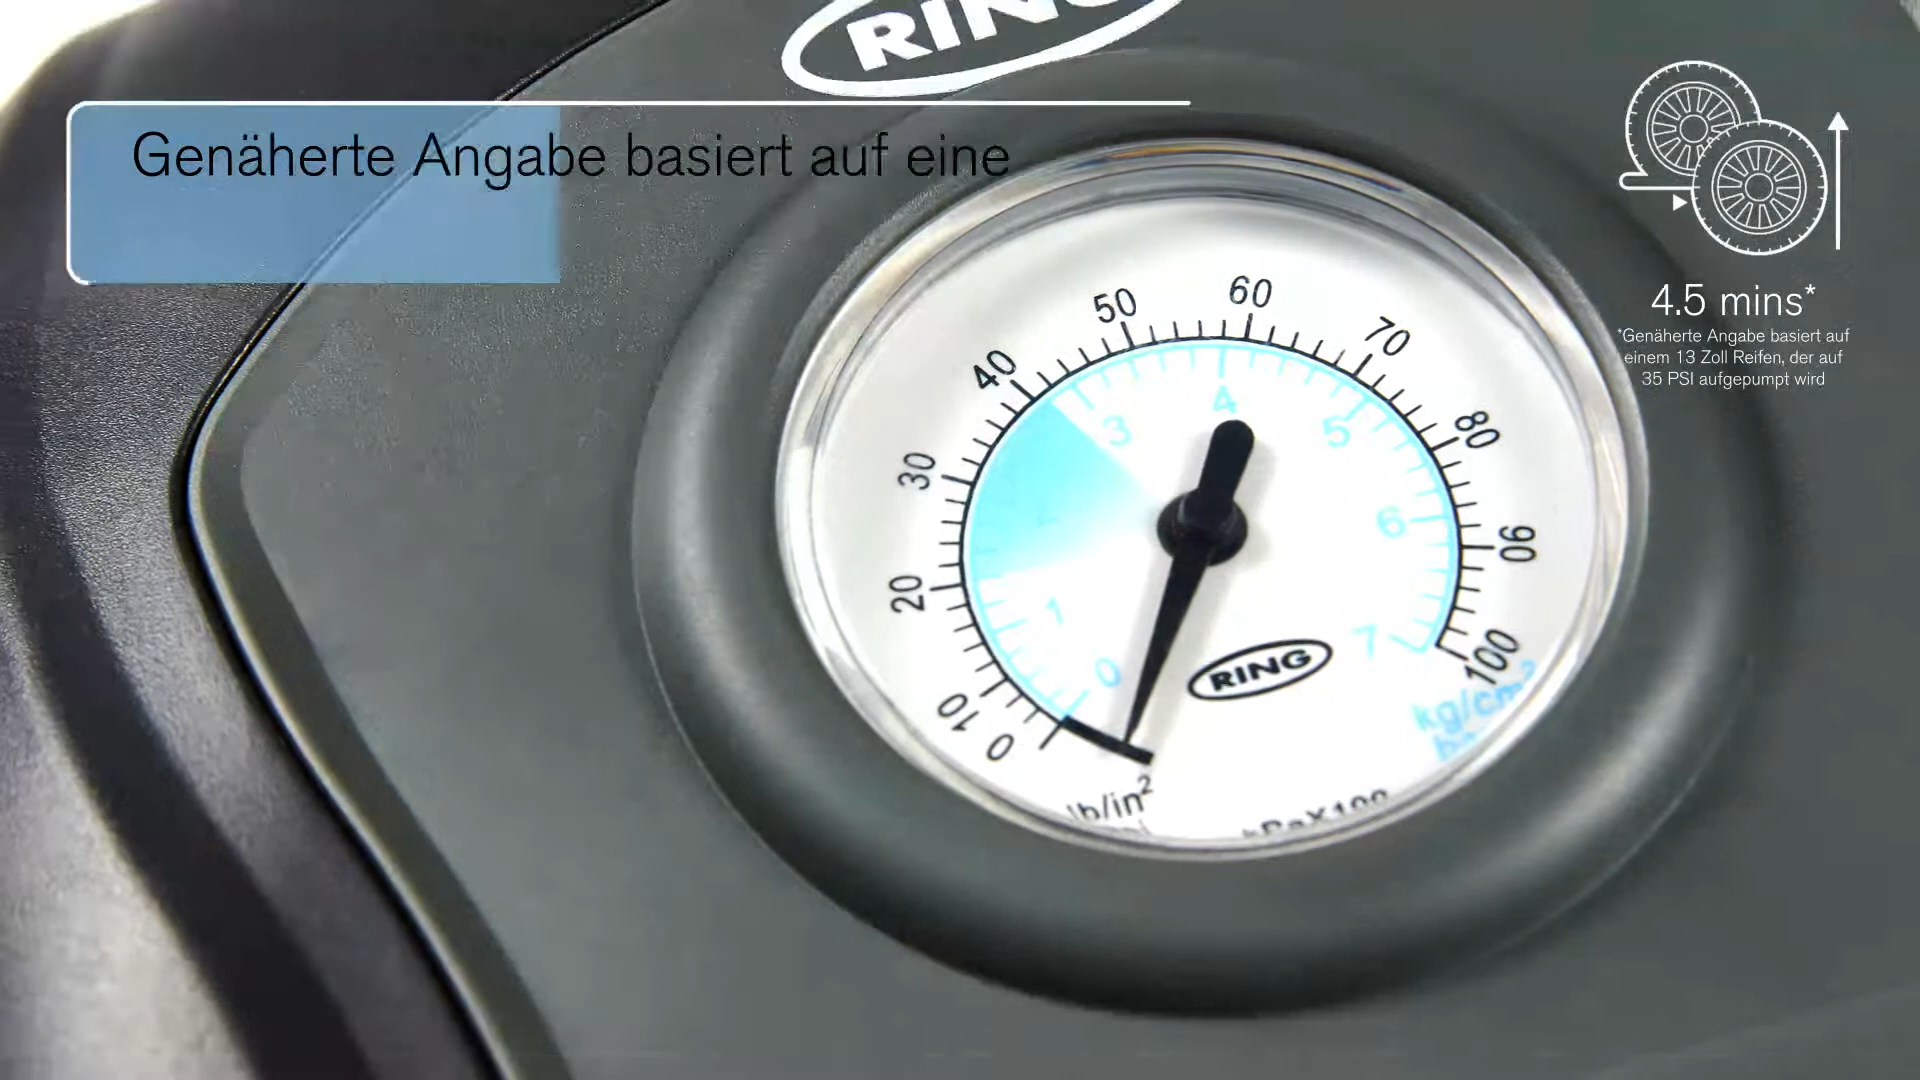 RING
Genäherte Angabe basiert auf eine
4.5 mins*
*Genäherte Angabe basiert auf
einem 13 Zoll Reifen, der auf
35 PSI aufgepumpt wird
0
10
20
30
40
50
60
70
80
90
100
0
1
3
4
5
6
7
RING
kg/cm²
lb/in²